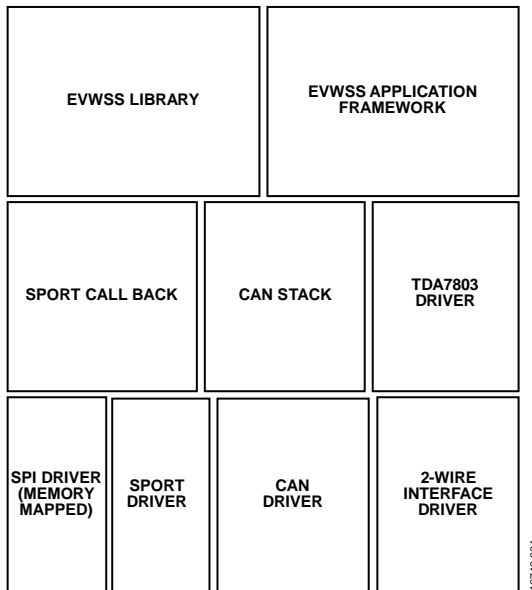 EVWSS LIBRARY
EVWSS APPLICATION
FRAMEWORK
SPORT CALL BACK
CAN STACK
TDA7803
DRIVER
SPI DRIVER
(MEMORY
MAPPED)
SPORT
DRIVER
CAN
DRIVER
2-WIRE
INTERFACE
DRIVER